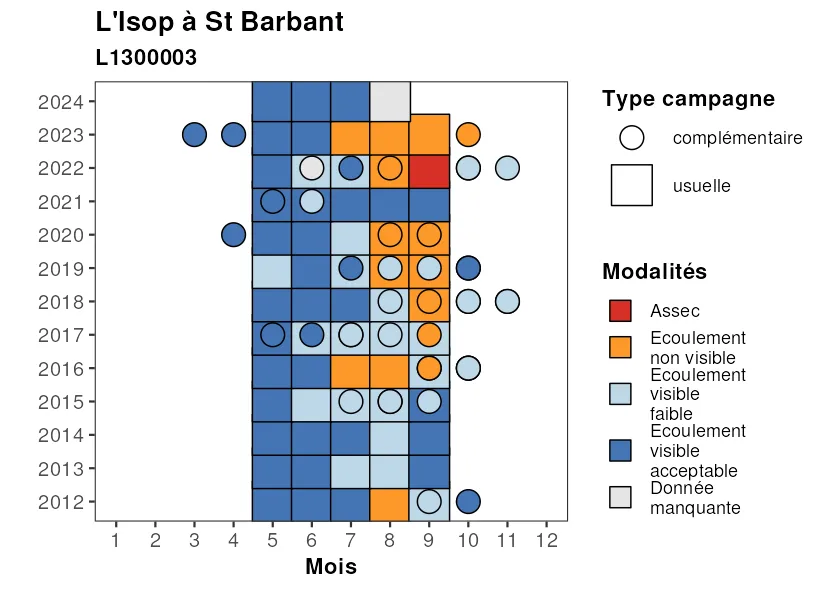 L'Isop à St Barbant
L1300003
2024
2023
2022
2021
2020
2019
2018
2017
2016
2015
2014
2013
2012
1 2 3 4 5 6 7 8 9 10 11 12
Mois
Type campagne
complémentaire
usuelle
Modalités
Assec
Ecoulement
non visible
Ecoulement
visible
faible
Ecoulement
visible
acceptable
Donnée
manquante